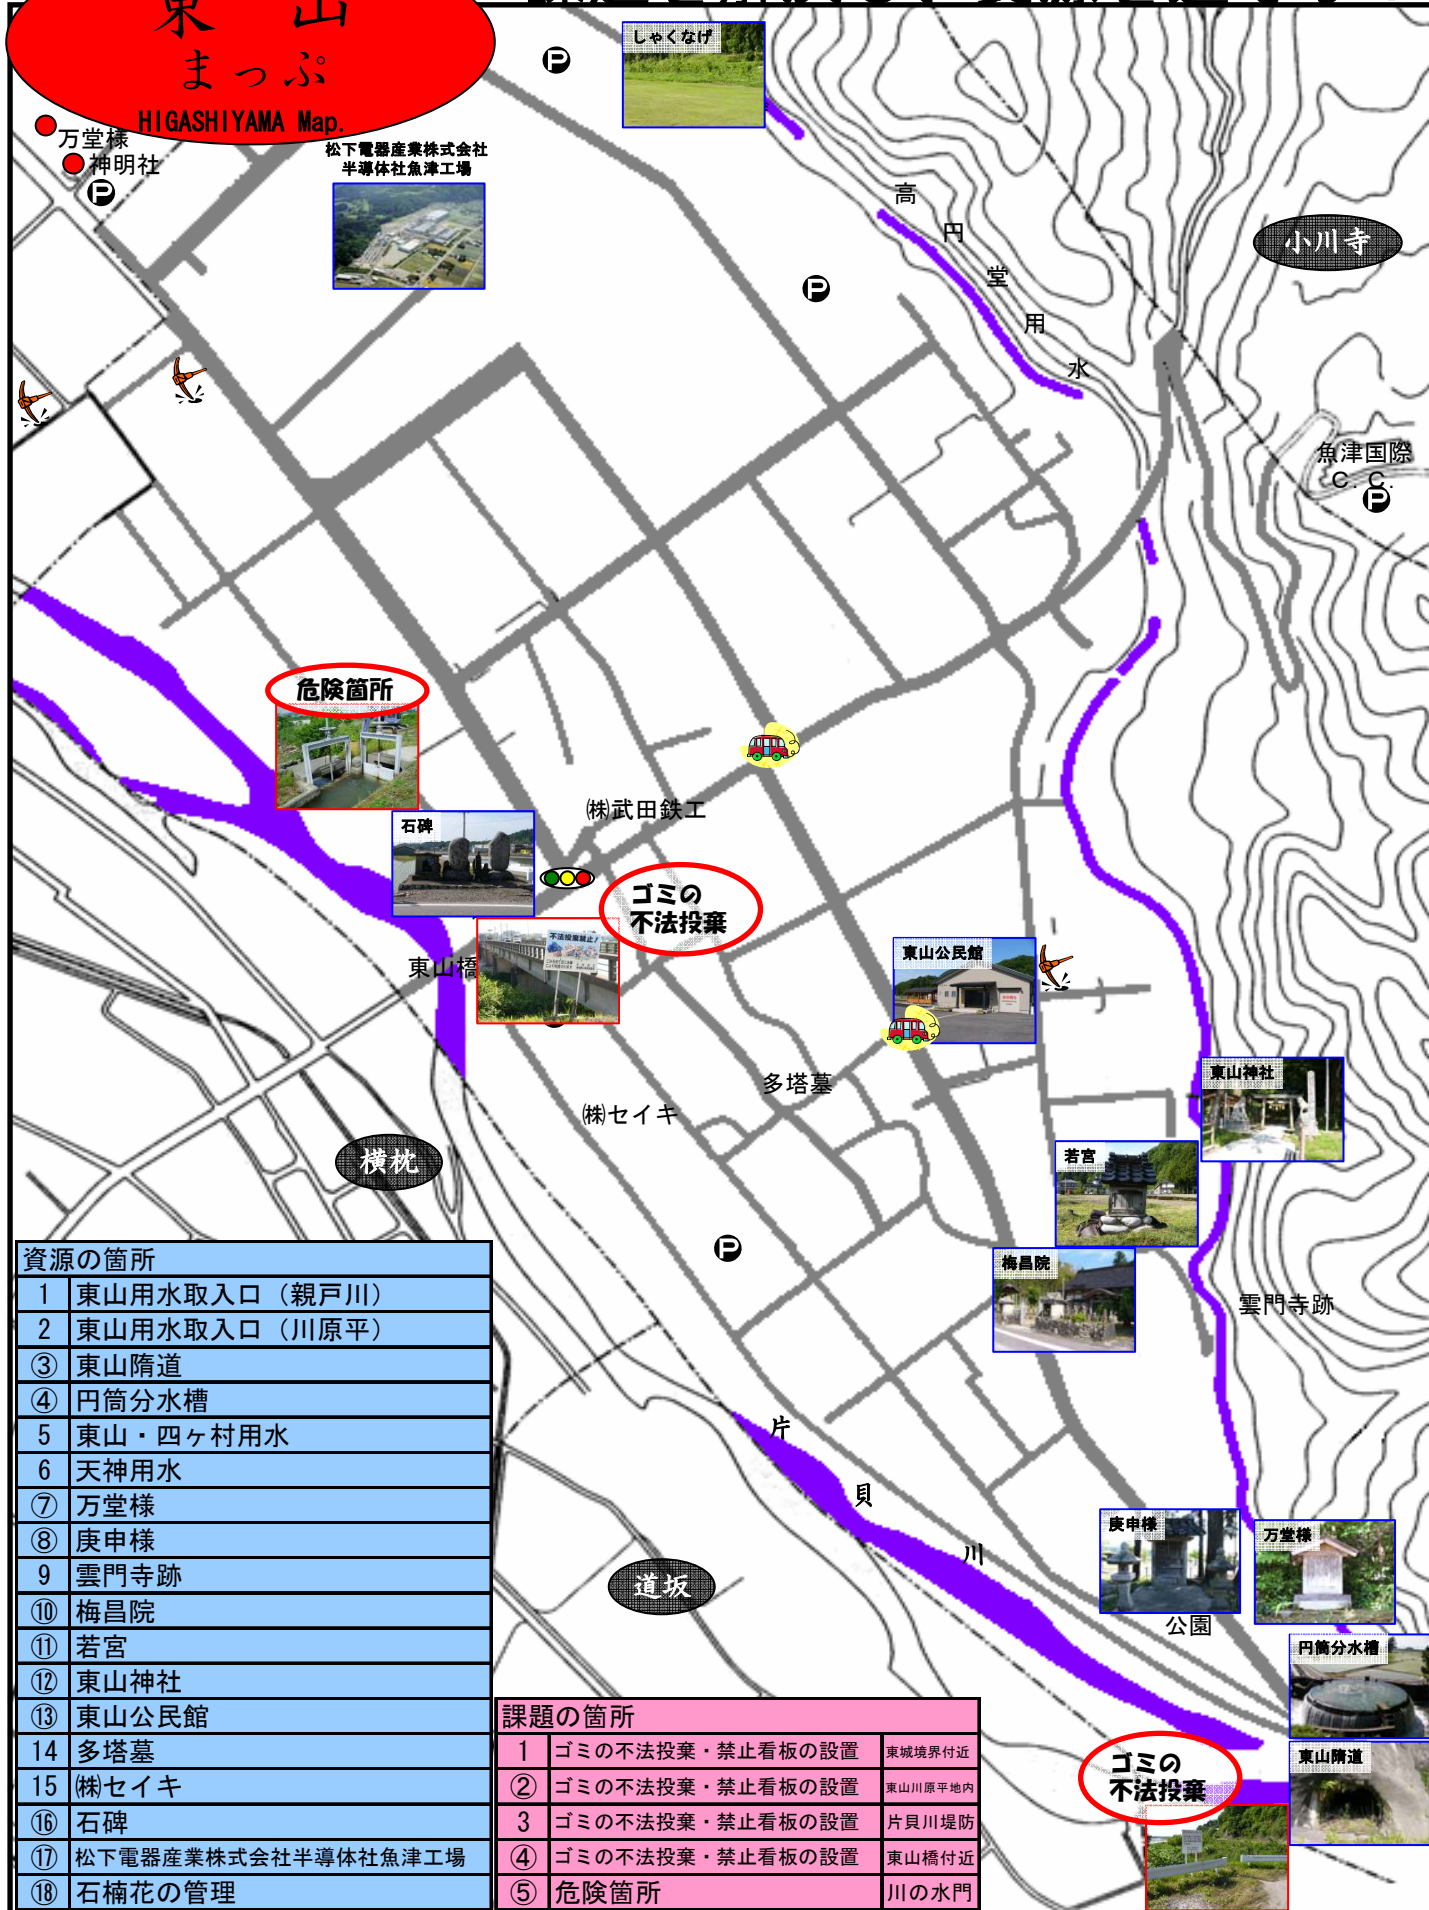 東 山
まっぷ
HIGASHIYAMA Map.
万堂様
神明社
P
松下電器産業株式会社
半導体社魚津工場
P
しゃくなげ
高円堂用水
小川寺
P
魚津国際
C.C.
P
危険箇所
石碑
㈱武田鉄工
ゴミの
不法投棄
不法投棄禁止!
東山橋
東山公民館
多塔墓
㈱セイキ
東山神社
若宮
横枕
梅昌院
P
雲門寺跡
片貝川
道坂
庚申様
万堂様
公園
円筒分水槽
東山隋道
ゴミの
不法投棄
資源の箇所
1 東山用水取入口（親戸川）
2 東山用水取入口（川原平）
③ 東山隋道
④ 円筒分水槽
5 東山・四ヶ村用水
6 天神用水
⑦ 万堂様
⑧ 庚申様
9 雲門寺跡
⑩ 梅昌院
⑪ 若宮
⑫ 東山神社
⑬ 東山公民館
14 多塔墓
15 ㈱セイキ
⑯ 石碑
⑰ 松下電器産業株式会社半導体社魚津工場
⑱ 石楠花の管理
課題の箇所
1 ゴミの不法投棄・禁止看板の設置 東城境界付近
② ゴミの不法投棄・禁止看板の設置 東山川原平地内
3 ゴミの不法投棄・禁止看板の設置 片貝川堤防
④ ゴミの不法投棄・禁止看板の設置 東山橋付近
⑤ 危険箇所 川の水門